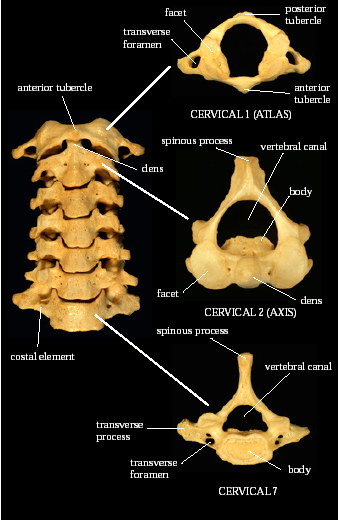 facet
posterior
tubercle
transverse
foramen
anterior tubercle
anterior
tubercle
CERVICAL 1 (ATLAS)
spinous process
vertebral canal
dens
body
facet
dens
CERVICAL 2 (AXIS)
spinous process
costal element
vertebral canal
transverse
process
transverse
foramen
body
CERVICAL 7